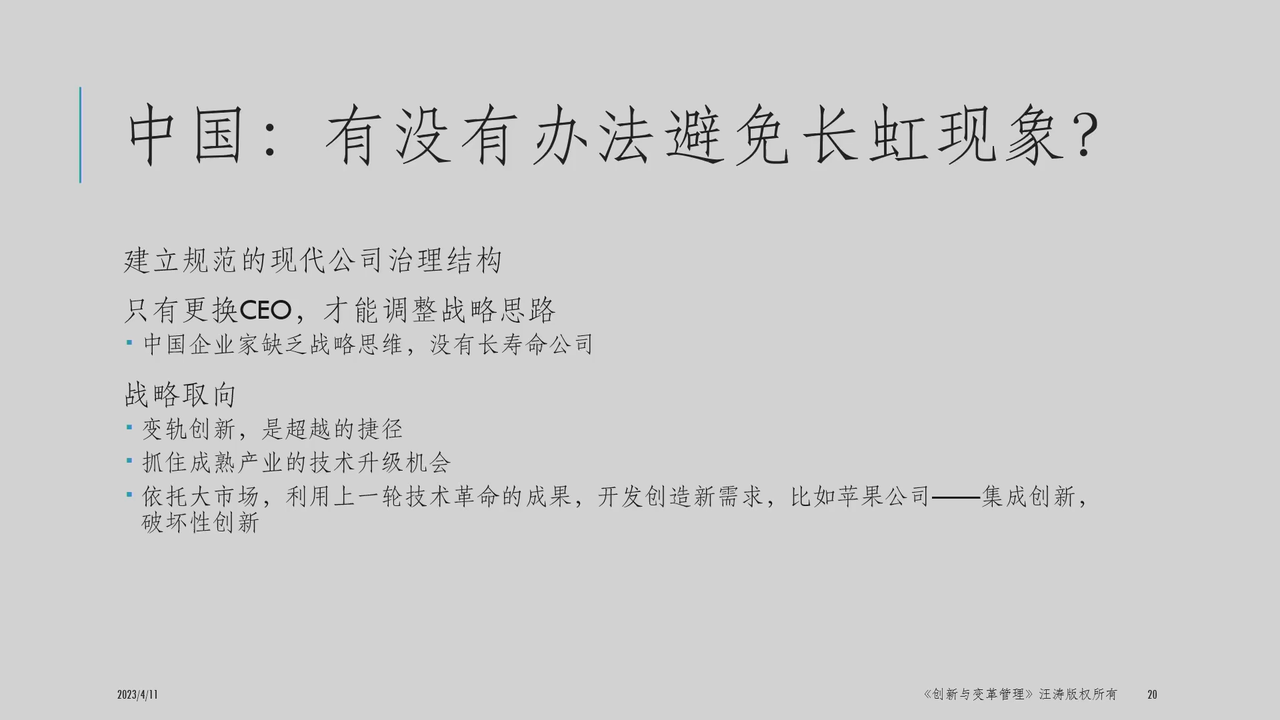 中国：有没有办法避免长虹现象？
建立规范的现代公司治理结构
只有更换CEO，才能调整战略思路
▪ 中国企业家缺乏战略思维，没有长寿命公司
战略取向
▪ 变轨创新，是超越的捷径
▪ 抓住成熟产业的技术升级机会
▪ 依托大市场，利用上一轮技术革命的成果，开发创造新需求，比如苹果公司——集成创新，
破坏性创新
2023/4/11
《创新与变革管理》汪涛版权所有
20